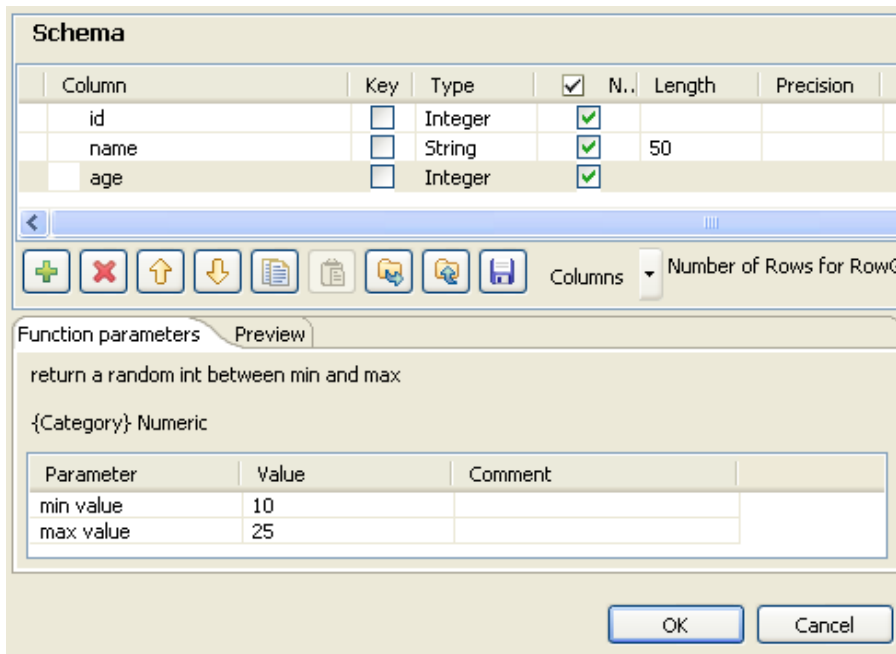 Schema
Column Key Type N.. Length Precision
id Integer
name String 50
age Integer
Columns Number of Rows for Row
Function parameters Preview
return a random int between min and max
{Category} Numeric
Parameter Value Comment
min value 10
max value 25
OK Cancel